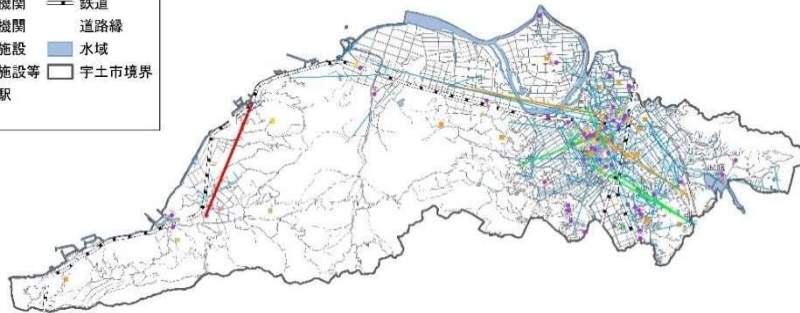 機関 鉄道
機関 道路縁
施設 水域
施設等 宇土市境界
駅